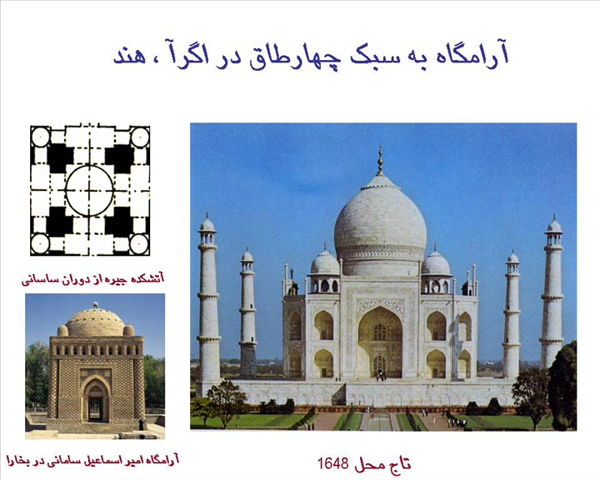 آرامگاه به سبک چهارطاق در اگرآ ، هند
آتشکده جیره از دوران ساسانی
آرامگاه امیر اسماعیل سامانی در بخارا
تاج محل 1648